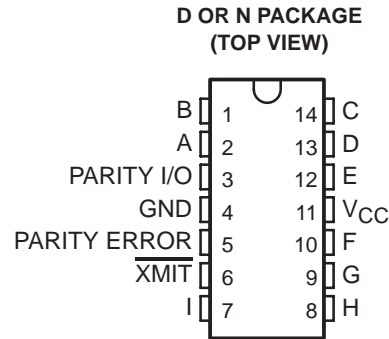 D OR N PACKAGE
(TOP VIEW)
B 1 14 C
A 2 13 D
PARITY I/O 3 12 E
GND 4 11 VCC
PARITY ERROR 5 10 F
XMIT 6 9 G
I 7 8 H